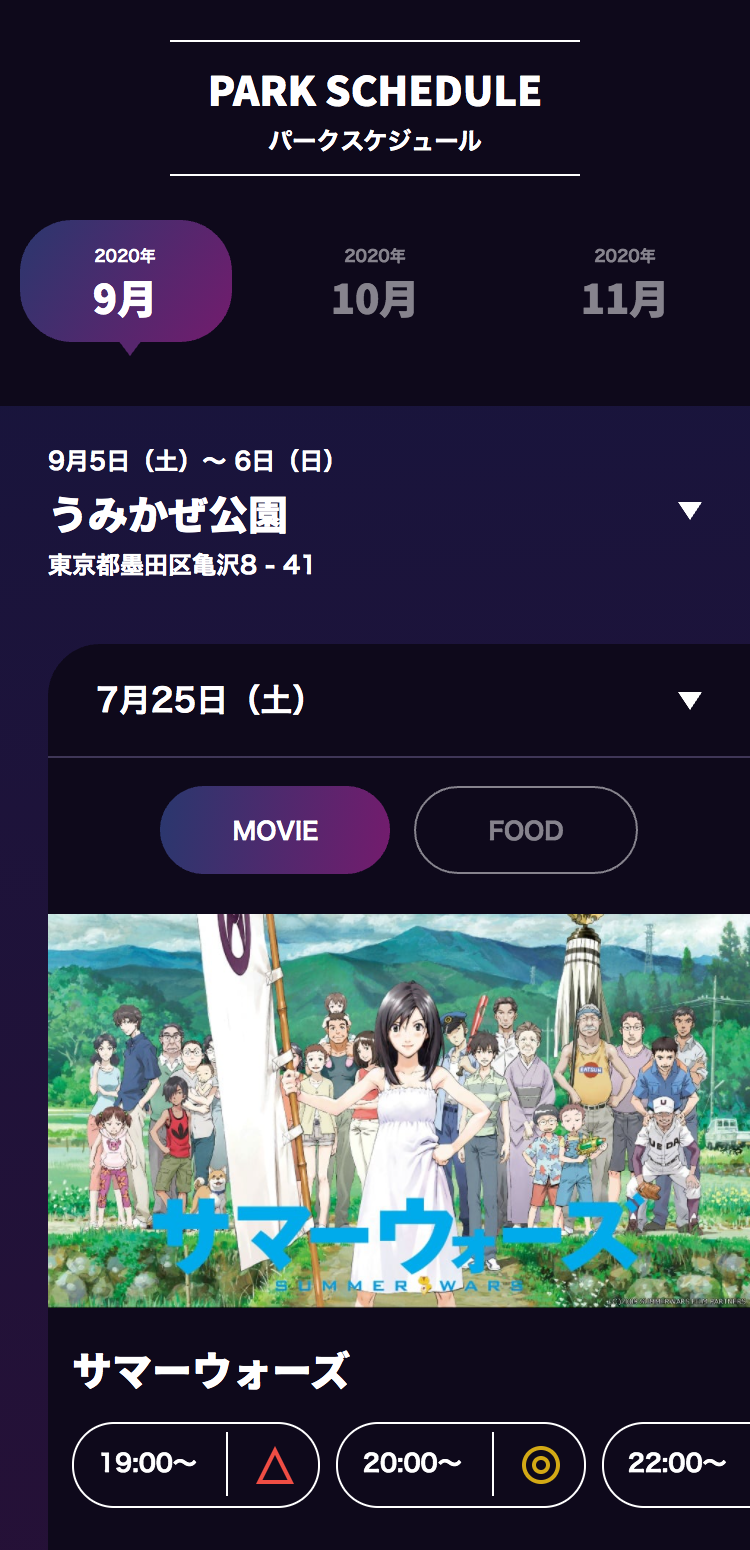 PARK SCHEDULE
パークスケジュール
2020年
9月
2020年
10月
2020年
11月
9月5日（土）〜 6日（日）
うみかぜ公園
東京都墨田区亀沢8 - 41
7月25日（土）
MOVIE
FOOD
サマーウォーズ
SUMMER WARS
サマーウォーズ
19:00〜
20:00〜
22:00〜